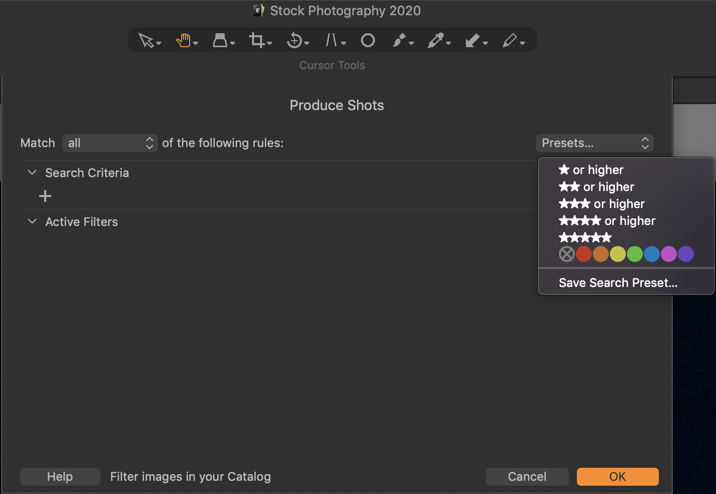 Stock Photography 2020
Cursor Tools
Produce Shots
Match all of the following rules: Presets...
Search Criteria
★ or higher
★★ or higher
★★★ or higher
★★★★ or higher
★★★★★
Active Filters
Save Search Preset...
Help Filter images in your Catalog Cancel OK